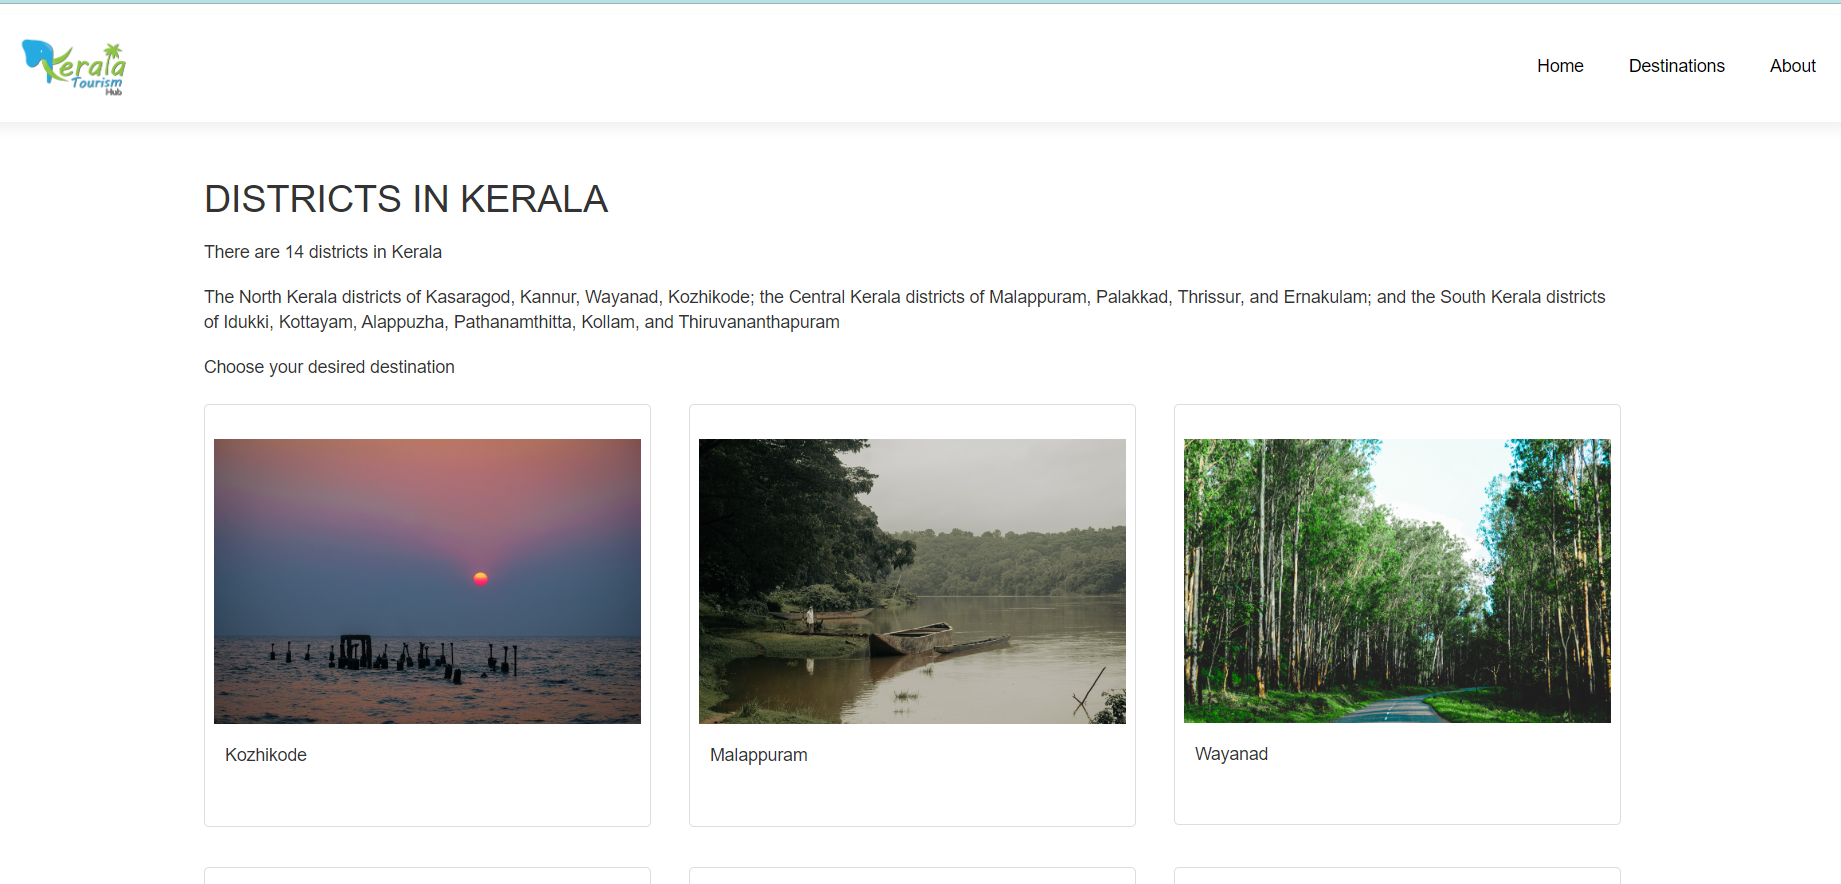 Kerala
Tourism
Hub
Home
Destinations
About
DISTRICTS IN KERALA
There are 14 districts in Kerala
The North Kerala districts of Kasaragod, Kannur, Wayanad, Kozhikode; the Central Kerala districts of Malappuram, Palakkad, Thrissur, and Ernakulam; and the South Kerala districts
of Idukki, Kottayam, Alappuzha, Pathanamthitta, Kollam, and Thiruvananthapuram
Choose your desired destination
Kozhikode
Malappuram
Wayanad